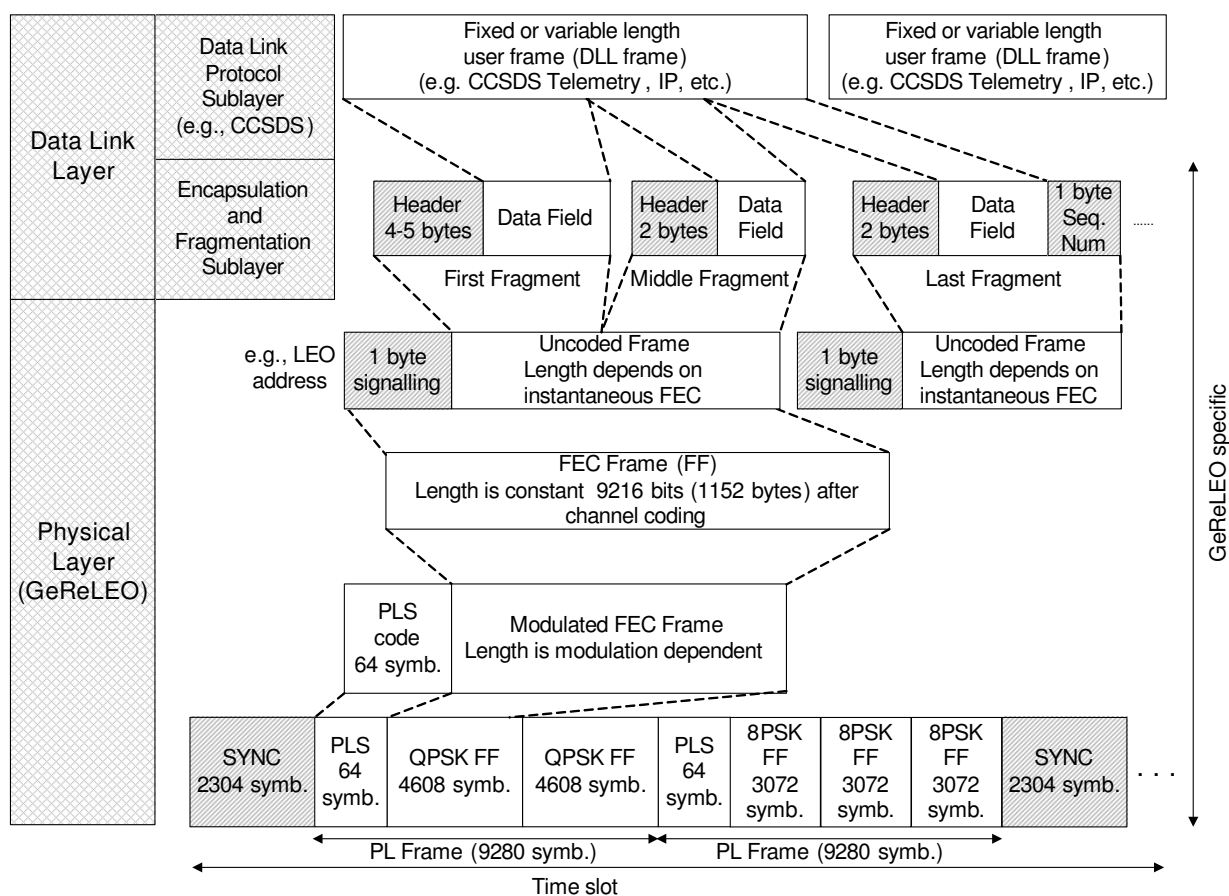 Data Link
Layer
Data Link
Protocol
Sublayer
(e.g., CCSDS)
Encapsulation
and
Fragmentation
Sublayer
Fixed or variable length
user frame (DLL frame)
(e.g. CCSDS Telemetry , IP, etc.)
Fixed or variable length
user frame (DLL frame)
(e.g. CCSDS Telemetry , IP, etc.)
Header
4-5 bytes
Data Field
Header
2 bytes
Data
Field
Header
2 bytes
Data
Field
1 byte
Seq.
Num
......
First Fragment
Middle Fragment
Last Fragment
Physical
Layer
(GeReLEO)
e.g., LEO
address
1 byte
signalling
Uncoded Frame
Length depends on
instantaneous FEC
1 byte
signalling
Uncoded Frame
Length depends on
instantaneous FEC
FEC Frame (FF)
Length is constant 9216 bits (1152 bytes) after
channel coding
PLS
code
64 symb.
Modulated FEC Frame
Length is modulation dependent
SYNC
2304 symb.
PLS
64
symb.
QPSK FF
4608 symb.
QPSK FF
4608 symb.
PLS
64
symb.
8PSK
FF
3072
symb.
8PSK
FF
3072
symb.
8PSK
FF
3072
symb.
SYNC
2304 symb.
. . .
PL Frame (9280 symb.)
PL Frame (9280 symb.)
Time slot
GeReLEO specific